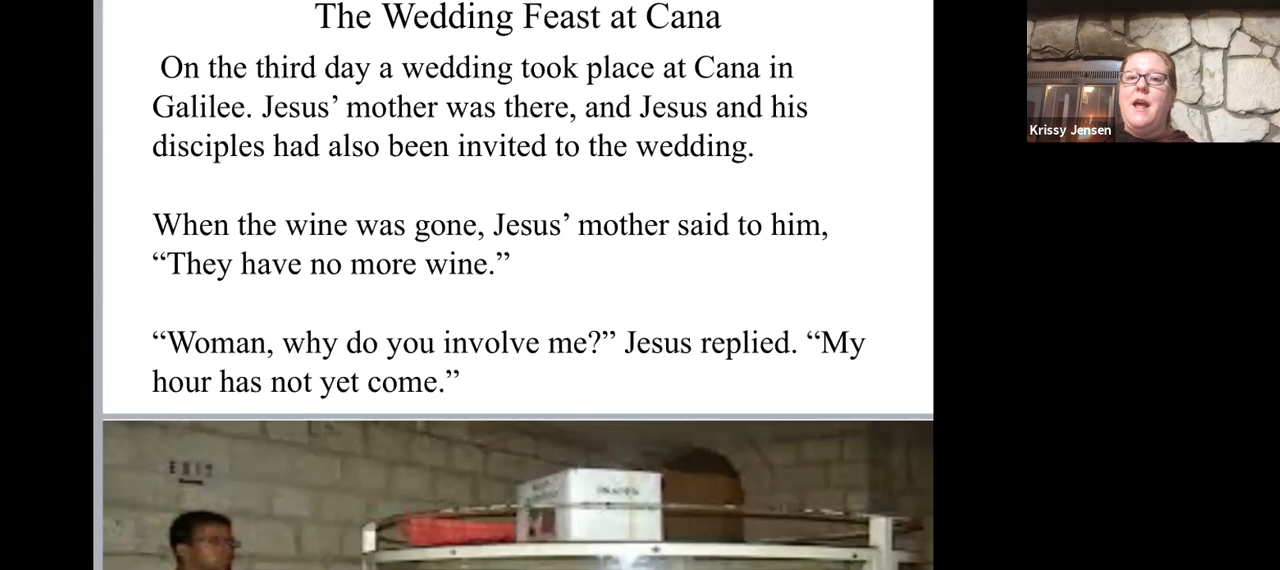 The Wedding Feast at Cana
On the third day a wedding took place at Cana in
Galilee. Jesus’ mother was there, and Jesus and his
disciples had also been invited to the wedding.
When the wine was gone, Jesus’ mother said to him,
“They have no more wine.”
“Woman, why do you involve me?” Jesus replied. “My
hour has not yet come.”
Krissy Jensen
EXIT